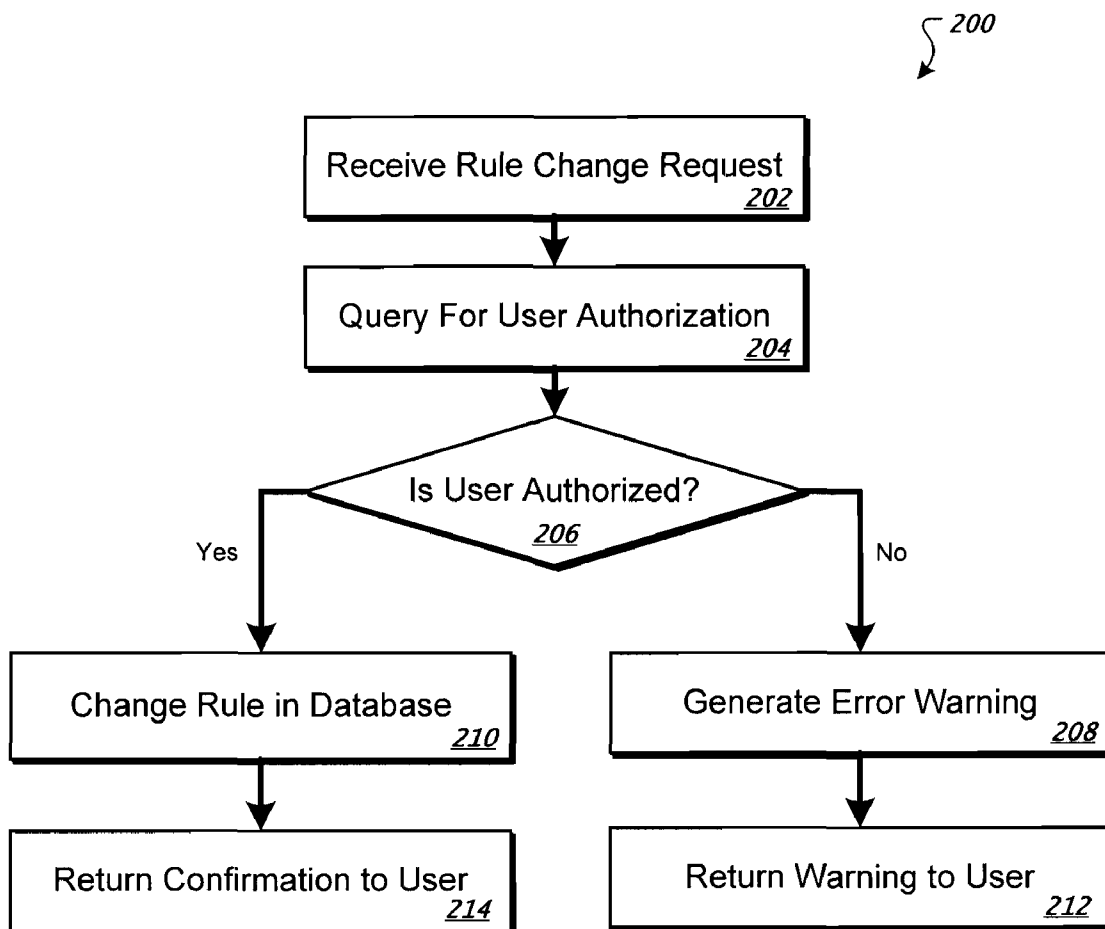 200
Receive Rule Change Request
202
Query For User Authorization
204
Is User Authorized?
206
Yes
No
Change Rule in Database
210
Generate Error Warning
208
Return Confirmation to User
214
Return Warning to User
212